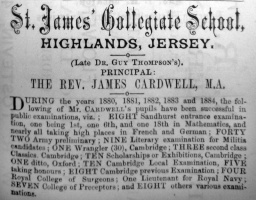 St. James' Collegiate School,
HIGHLANDS, JERSEY.
(Late Dr. Guy Thompson's).
PRINCIPAL:
THE REV. JAMES CARDWELL, M.A.
DURING the years 1880, 1881, 1882, 1883 and 1884, the fol-
lowing of Mr. CARDWELL'S pupils have been successful in
public examinations, viz.: EIGHT Sandhurst entrance examina-
tion, one being 1st, one 6th, and one 18th in Mathematics, and
nearly all taking high places in French and German; FORTY
TWO Army preliminary; NINE Literary examination for Militia
candidates; ONE Wrangler (30), Cambridge; THREE second class
Classics, Cambridge; TEN Scholarships or Exhibitions, Cambridge;
ONE ditto, Oxford; TEN Cambridge Local Examination, FIVE
taking honours; EIGHT Cambridge previous Examination; FOUR
Royal College of Surgeons; One Lieutenant for Royal Navy;
SEVEN College of Preceptors; and EIGHT others various exami-
nations.